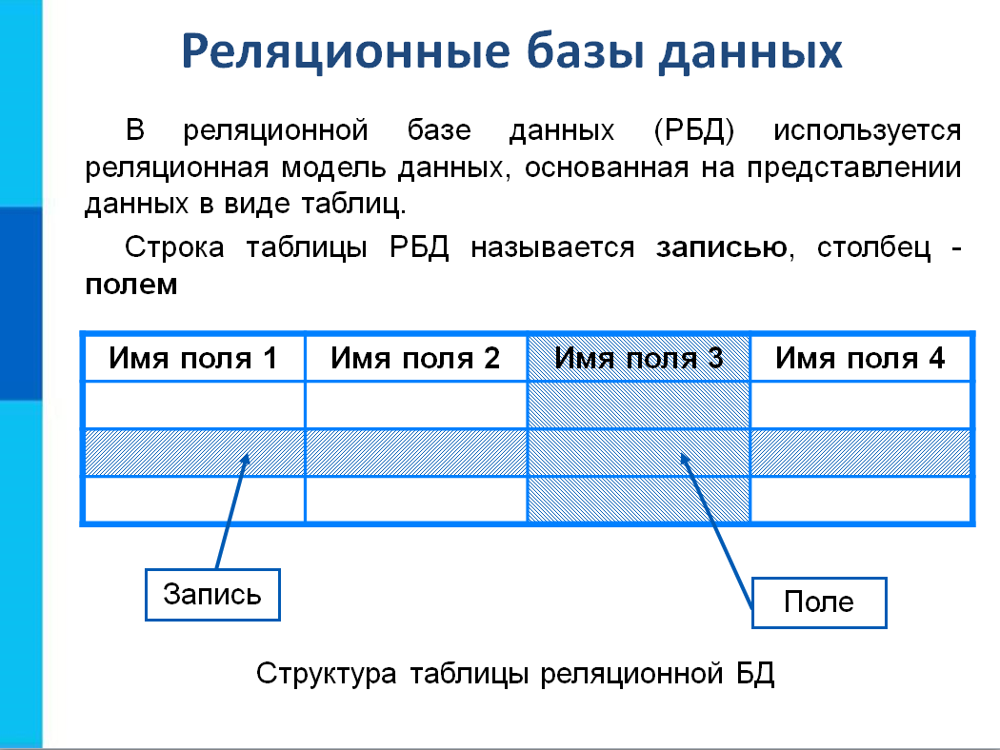 Реляционные базы данных
В реляционной базе данных (РБД) используется
реляционная модель данных, основанная на представлении
данных в виде таблиц.
Строка таблицы РБД называется записью, столбец -
полем
Имя поля 1 Имя поля 2 Имя поля 3 Имя поля 4
Запись
Поле
Структура таблицы реляционной БД